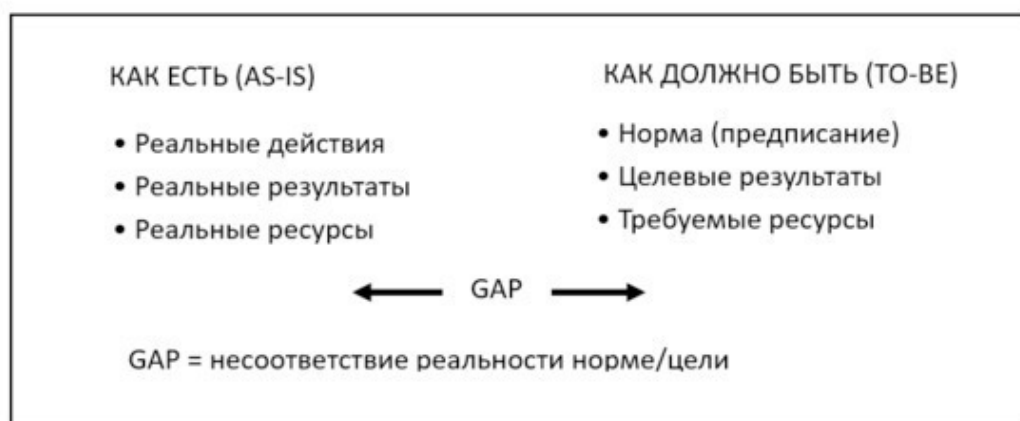 КАК ЕСТЬ (AS-IS)
• Реальные действия
• Реальные результаты
• Реальные ресурсы
КАК ДОЛЖНО БЫТЬ (TO-BE)
• Норма (предписание)
• Целевые результаты
• Требуемые ресурсы
GAP
GAP = несоответствие реальности норме/цели